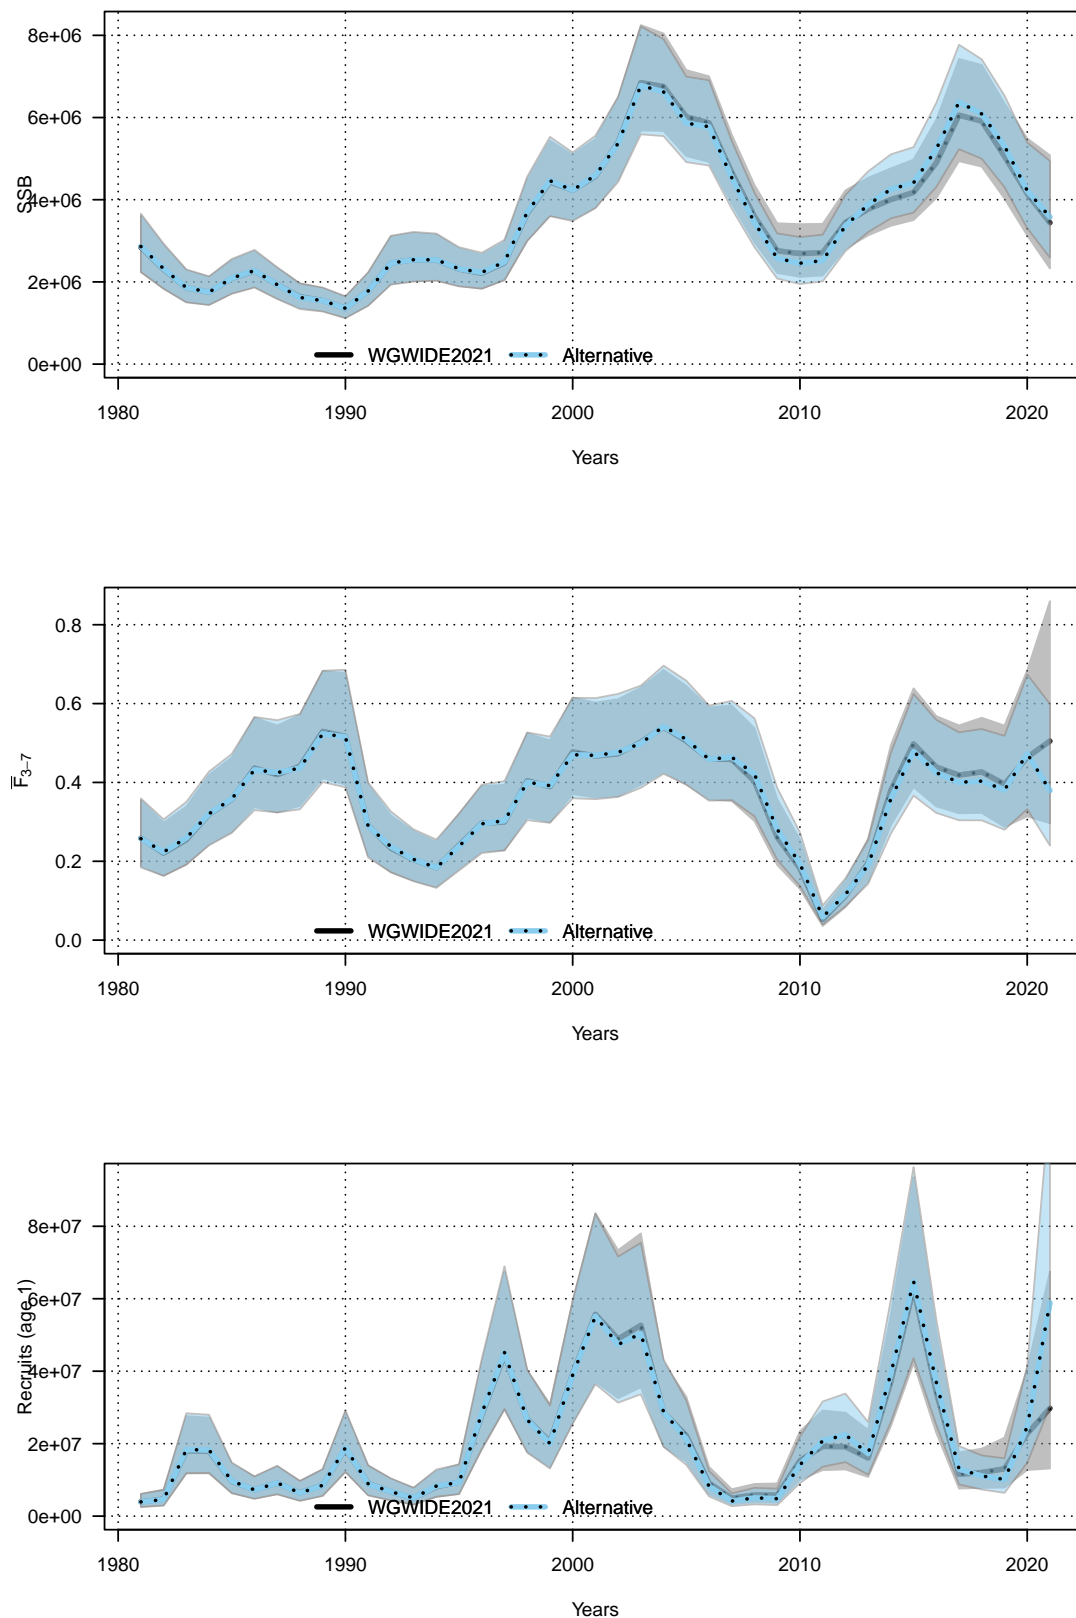 8e+06
6e+06
SSB
4e+06
2e+06
0e+00
WGWIDE2021 Alternative
1980 1990 2000 2010 2020
Years
0.8
0.6
F̅3−7
0.4
0.2
0.0
WGWIDE2021 Alternative
1980 1990 2000 2010 2020
Years
8e+07
6e+07
Recruits (age 1)
4e+07
2e+07
0e+00
WGWIDE2021 Alternative
1980 1990 2000 2010 2020
Years